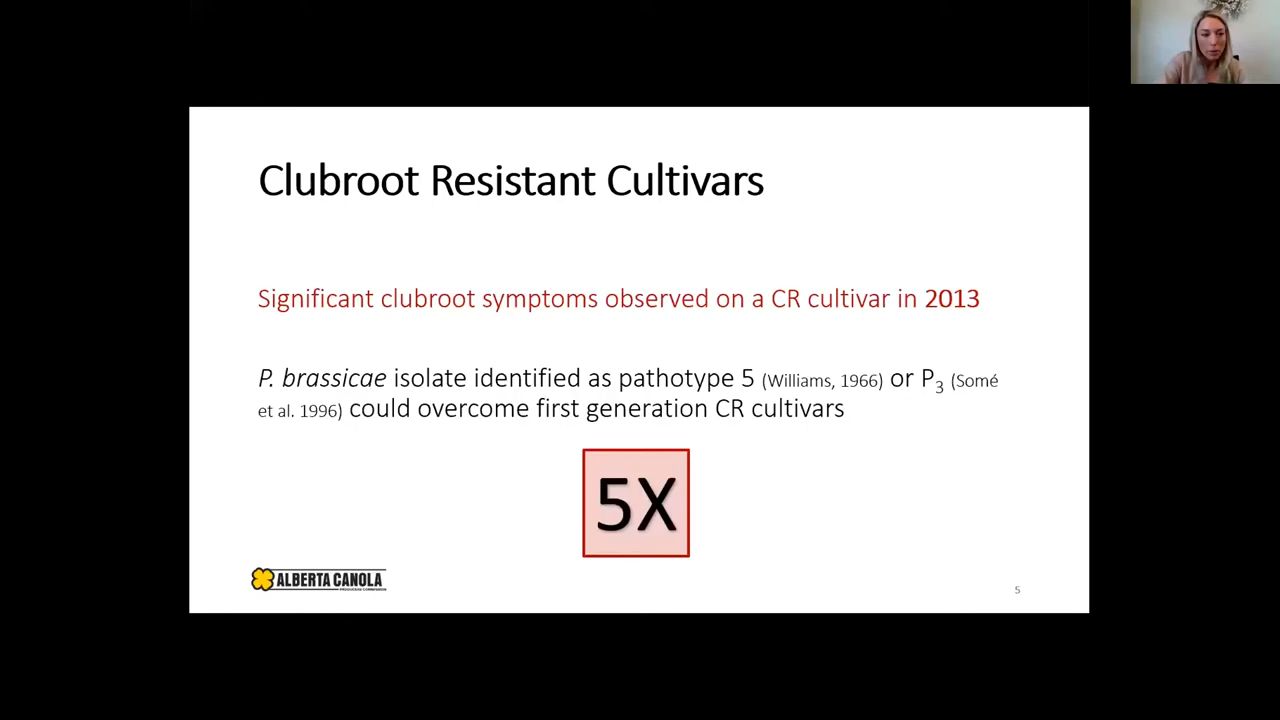 Clubroot Resistant Cultivars
Significant clubroot symptoms observed on a CR cultivar in 2013
P. brassicae isolate identified as pathotype 5 (Williams, 1966) or P3 (Somé
et al. 1996) could overcome first generation CR cultivars
5X
ALBERTA CANOLA
PRODUCERS COMMISSION
5